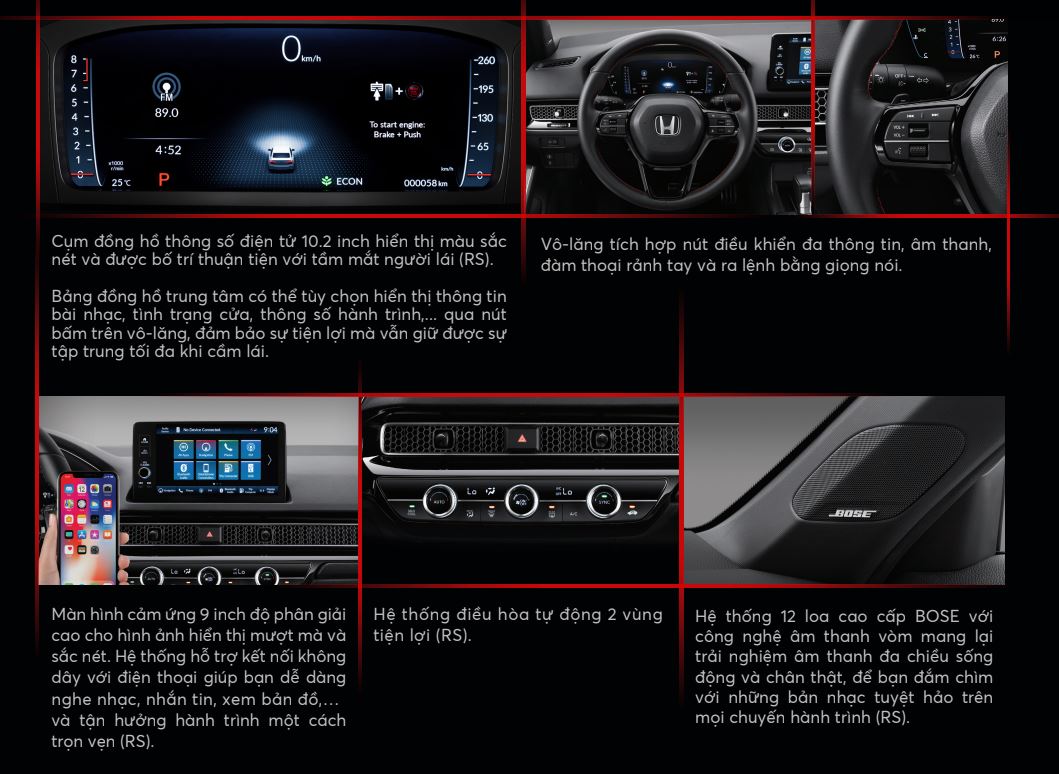 0 km/h
8
7
6
5
4
3
2
1
0
x1000
r/min
25°C
FM
89.0
4:52
P
To start engine:
Brake + Push
ECON
000058 km
260
195
130
65
0
km/h
OFF
VOL +
VOL –
6:26
26°C
P
Cụm đồng hồ thông số điện tử 10.2 inch hiển thị màu sắc
nét và được bố trí thuận tiện với tầm mắt người lái (RS).
Bảng đồng hồ trung tâm có thể tùy chọn hiển thị thông tin
bài nhạc, tình trạng cửa, thông số hành trình,... qua nút
bấm trên vô-lăng, đảm bảo sự tiện lợi mà vẫn giữ được sự
tập trung tối đa khi cầm lái.
Vô-lăng tích hợp nút điều khiển đa thông tin, âm thanh,
đàm thoại rảnh tay và ra lệnh bằng giọng nói.
No Device Connected
9:04
Lo
AUTO
Lo
Lo
SYNC
A/C
BOSE
Màn hình cảm ứng 9 inch độ phân giải
cao cho hình ảnh hiển thị mượt mà và
sắc nét. Hệ thống hỗ trợ kết nối không
dây với điện thoại giúp bạn dễ dàng
nghe nhạc, nhắn tin, xem bản đồ,...
và tận hưởng hành trình một cách
trọn vẹn (RS).
Hệ thống điều hòa tự động 2 vùng
tiện lợi (RS).
Hệ thống 12 loa cao cấp BOSE với
công nghệ âm thanh vòm mang lại
trải nghiệm âm thanh đa chiều sống
động và chân thật, để bạn đắm chìm
với những bản nhạc tuyệt hảo trên
mọi chuyến hành trình (RS).